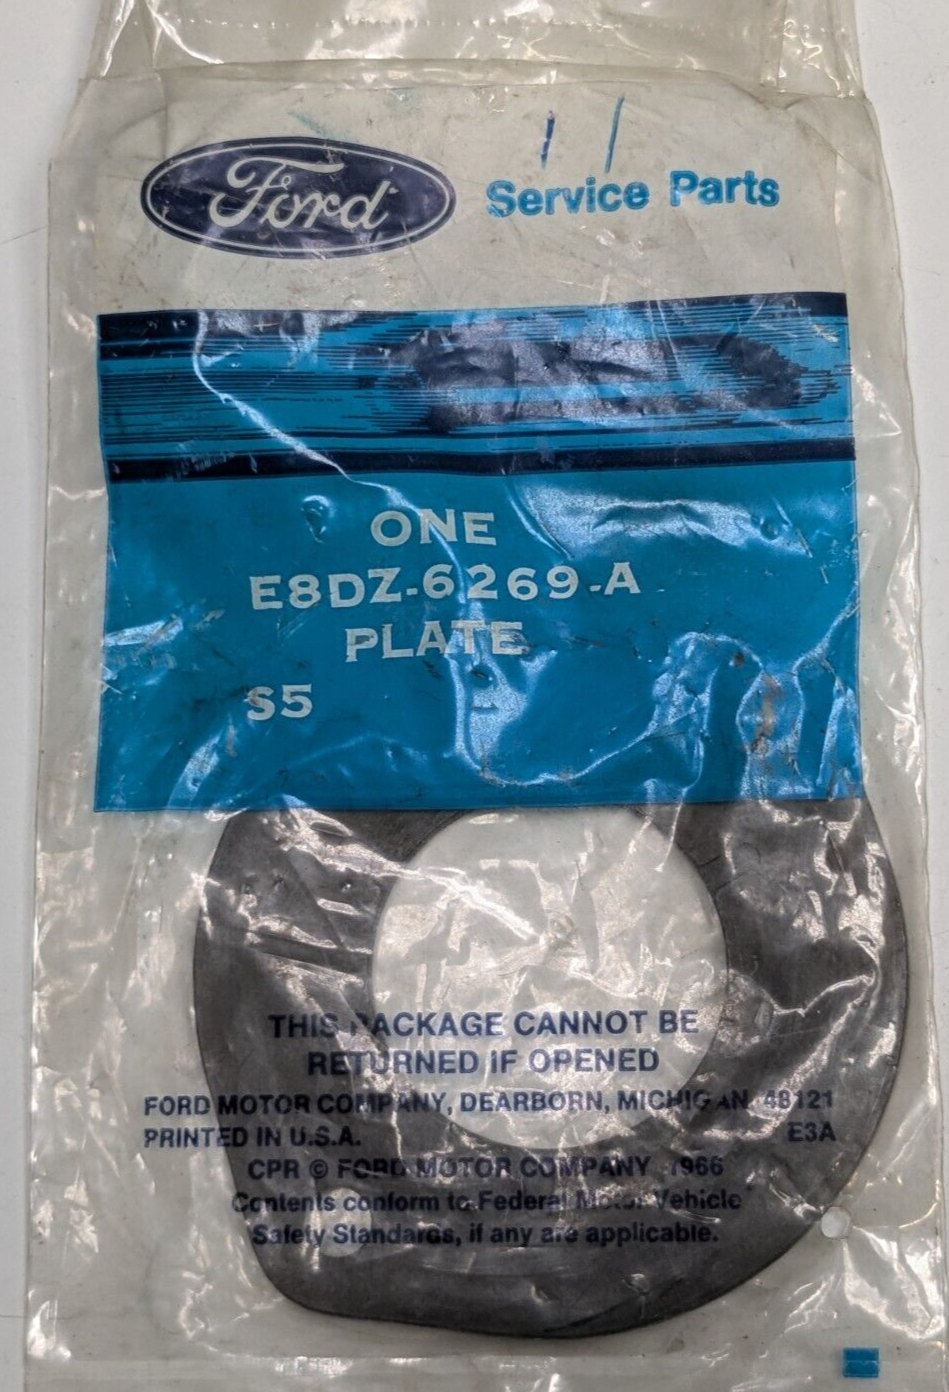 Ford Service Parts
ONE
E8DZ-6269-A
PLATE
S5
THIS PACKAGE CANNOT BE
RETURNED IF OPENED
FORD MOTOR COMPANY, DEARBORN, MICHIGAN 48121
PRINTED IN U.S.A. E3A
CPR © FORD MOTOR COMPANY 1966
Contents conform to Federal Motor Vehicle
Safety Standards, if any are applicable.